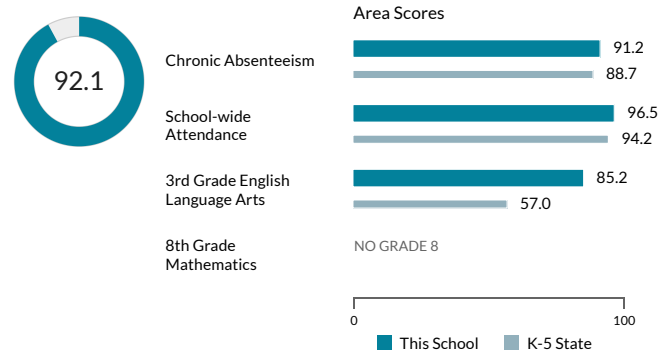 Area Scores
92.1
Chronic Absenteeism
91.2
88.7
School-wide
Attendance
96.5
94.2
3rd Grade English
Language Arts
85.2
57.0
8th Grade
Mathematics
NO GRADE 8
0
100
This School
K-5 State